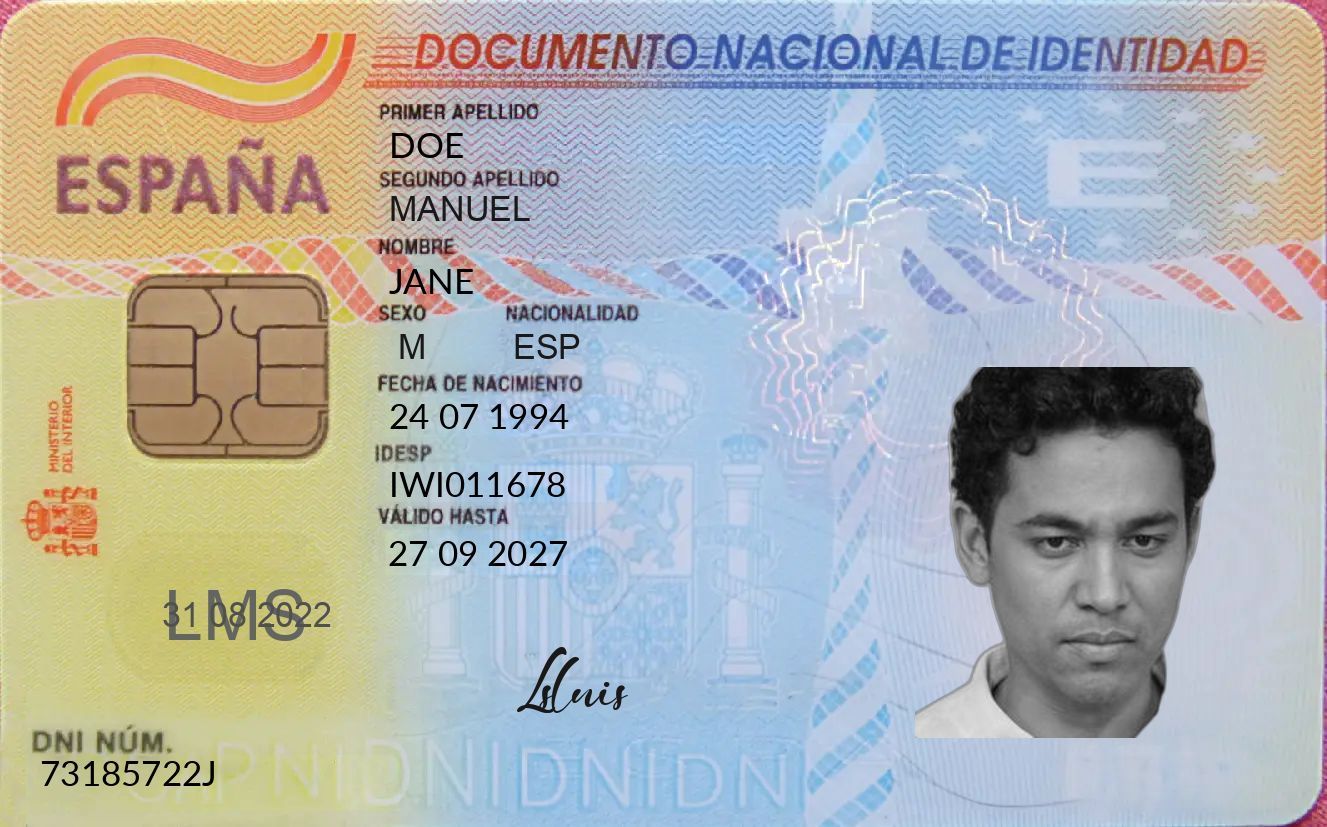 DOCUMENTO NACIONAL DE IDENTIDAD
ESPAÑA
PRIMER APELLIDO
DOE
SEGUNDO APELLIDO
MANUEL
NOMBRE
JANE
SEXO NACIONALIDAD
M ESP
FECHA DE NACIMIENTO
24 07 1994
IDESP
IWI011678
VÁLIDO HASTA
27 09 2027
MINISTERIO
DEL INTERIOR
E
31 08 2022
LMS
DNI NÚM.
73185722J
DNIDNIDNIDN